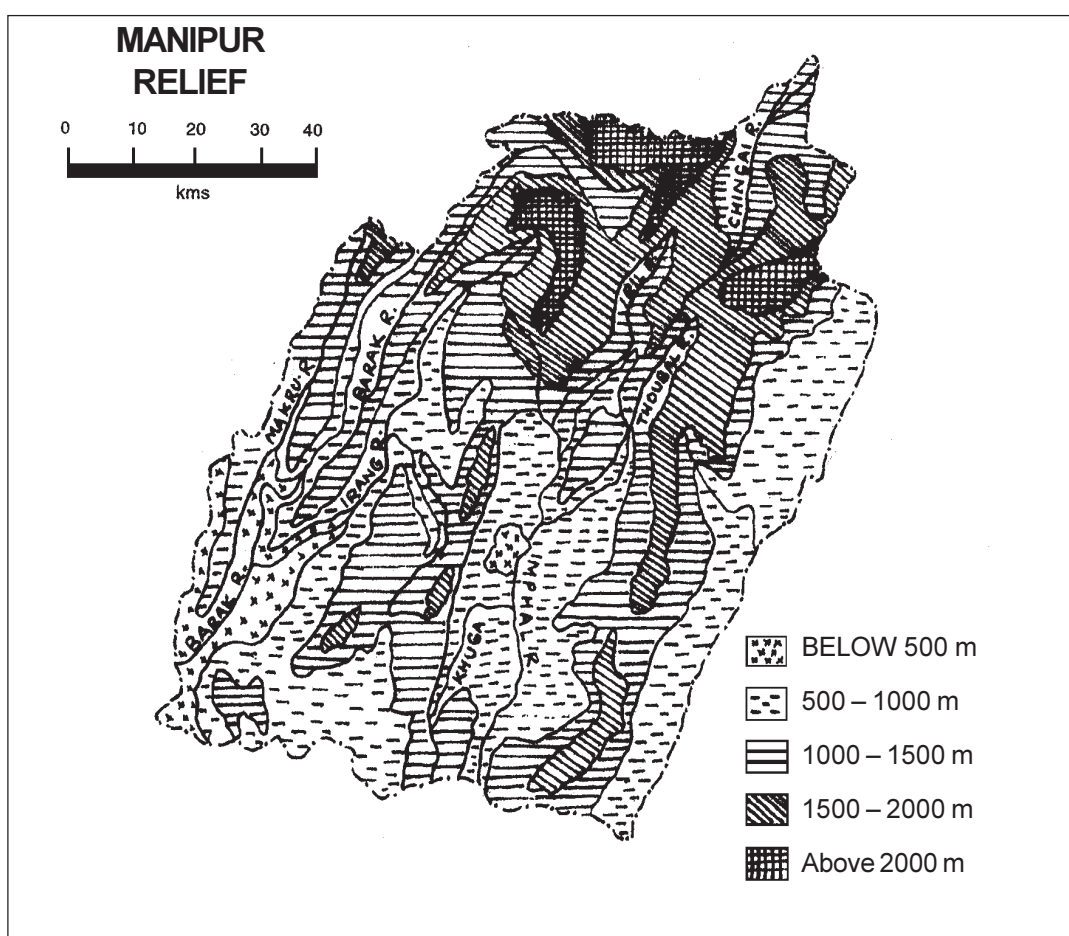 MANIPUR
RELIEF
0 10 20 30 40
kms
CHINGAI R.
IRI R.
BARAK R.
MAKRU R.
THOUBAL R.
IRANG R.
IMPHAL R
BARAK R.
KHUGA
BELOW 500 m
500 – 1000 m
1000 – 1500 m
1500 – 2000 m
Above 2000 m